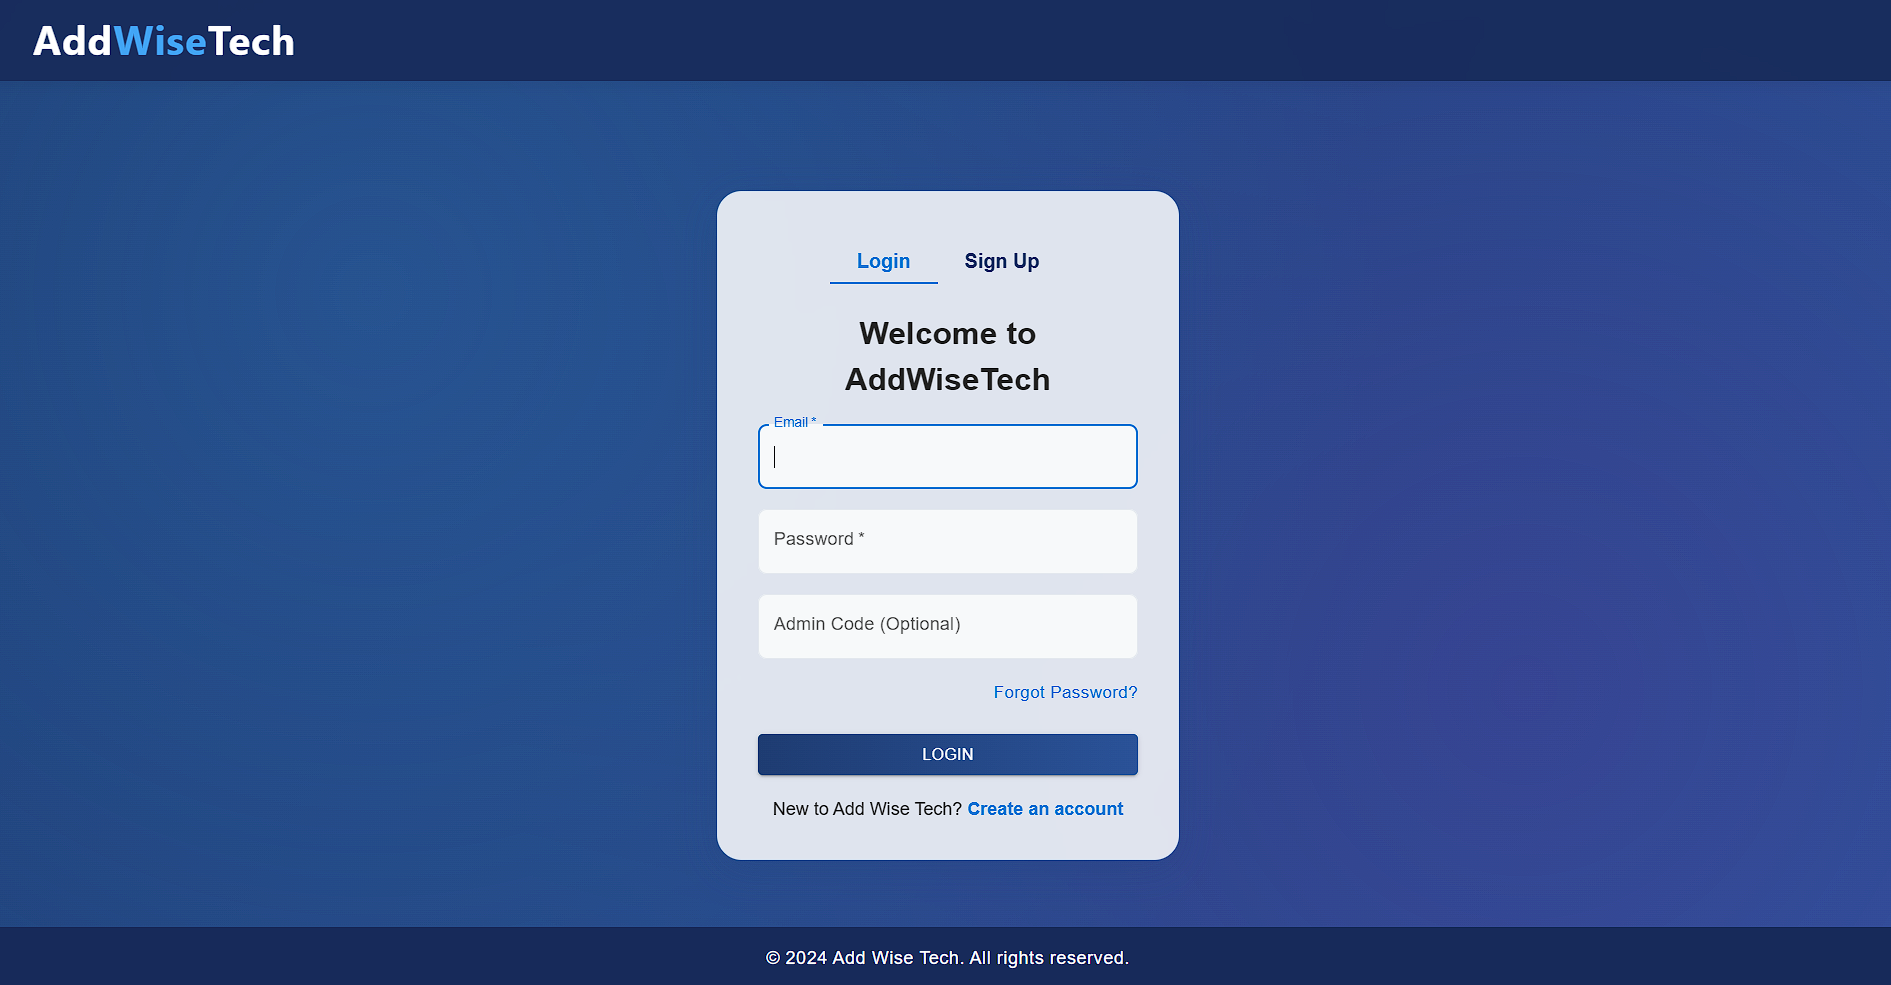 AddWiseTech
Login Sign Up
Welcome to
AddWiseTech
Email *
Password *
Admin Code (Optional)
Forgot Password?
LOGIN
New to Add Wise Tech? Create an account
© 2024 Add Wise Tech. All rights reserved.